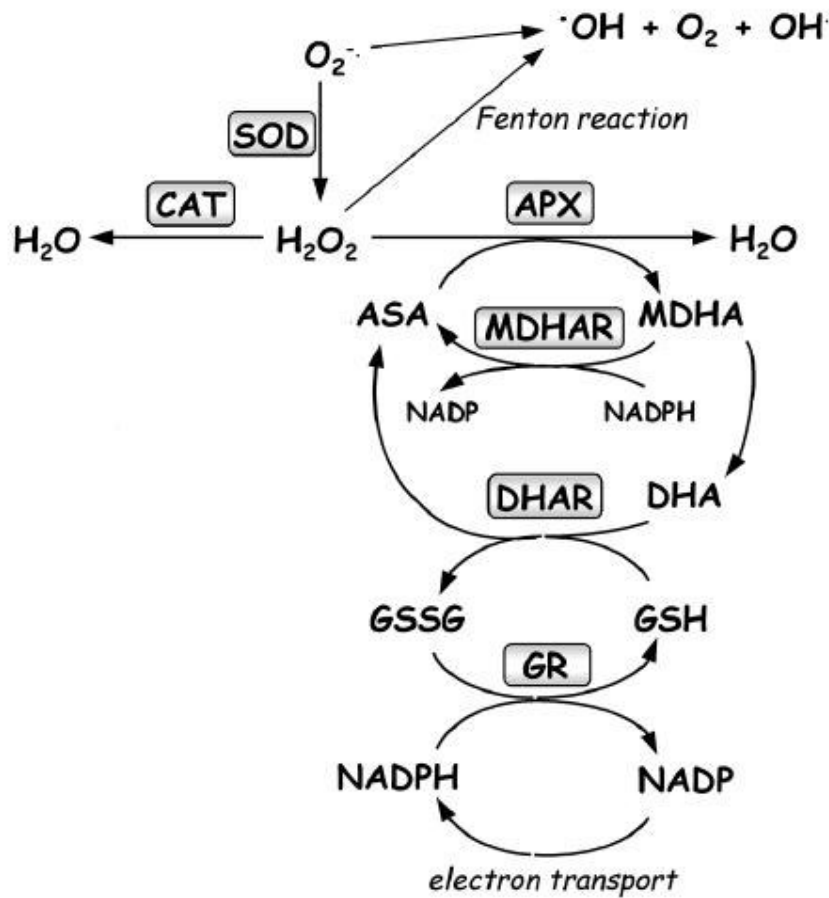 ·OH + O₂ + OH⁻
O₂⁻·
Fenton reaction
SOD
CAT
APX
H₂O
H₂O₂
H₂O
ASA
MDHAR
MDHA
NADP
NADPH
DHAR
DHA
GSSG
GSH
GR
NADPH
NADP
electron transport